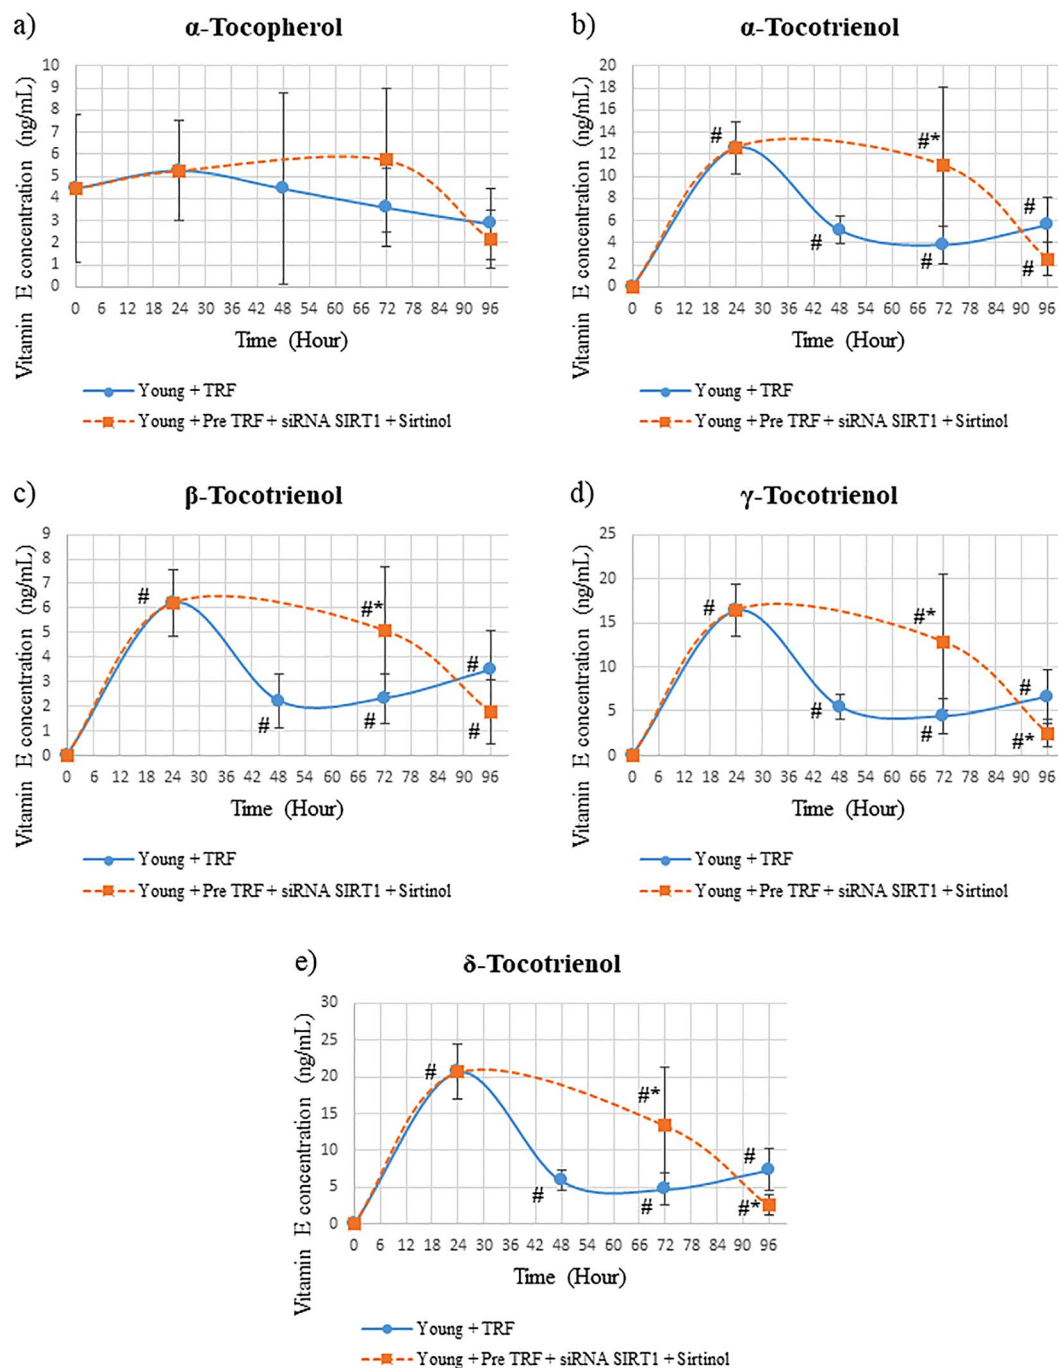 a)
α-Tocopherol
Vitamin E concentration (ng/mL)
10
9
8
7
6
5
4
3
2
1
0
0 6 12 18 24 30 36 42 48 54 60 66 72 78 84 90 96
Time (Hour)
Young + TRF
Young + Pre TRF + siRNA SIRT1 + Sirtinol
b)
α-Tocotrienol
Vitamin E concentration (ng/mL)
20
18
16
14
12
10
8
6
4
2
0
#
#*
#
#
#
#
0 6 12 18 24 30 36 42 48 54 60 66 72 78 84 90 96
Time (Hour)
Young + TRF
Young + Pre TRF + siRNA SIRT1 + Sirtinol
c)
β-Tocotrienol
Vitamin E concentration (ng/mL)
9
8
7
6
5
4
3
2
1
0
#
#*
#
#
#
#
0 6 12 18 24 30 36 42 48 54 60 66 72 78 84 90 96
Time (Hour)
Young + TRF
Young + Pre TRF + siRNA SIRT1 + Sirtinol
d)
γ-Tocotrienol
Vitamin E concentration (ng/mL)
25
20
15
10
5
0
#
#*
#
#
#
#*
0 6 12 18 24 30 36 42 48 54 60 66 72 78 84 90 96
Time (Hour)
Young + TRF
Young + Pre TRF + siRNA SIRT1 + Sirtinol
e)
δ-Tocotrienol
Vitamin E concentration (ng/mL)
30
25
20
15
10
5
0
#
#*
#
#
#
#*
0 6 12 18 24 30 36 42 48 54 60 66 72 78 84 90 96
Time (Hour)
Young + TRF
Young + Pre TRF + siRNA SIRT1 + Sirtinol